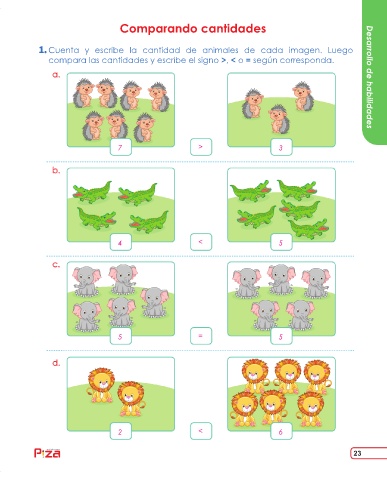 Comparando cantidades
Desarrollo de habilidades
1. Cuenta y escribe la cantidad de animales de cada imagen. Luego
compara las cantidades y escribe el signo >, < o = según corresponda.
a.
7 > 3
b.
4 < 5
c.
5 = 5
d.
2 < 6
P:za
23